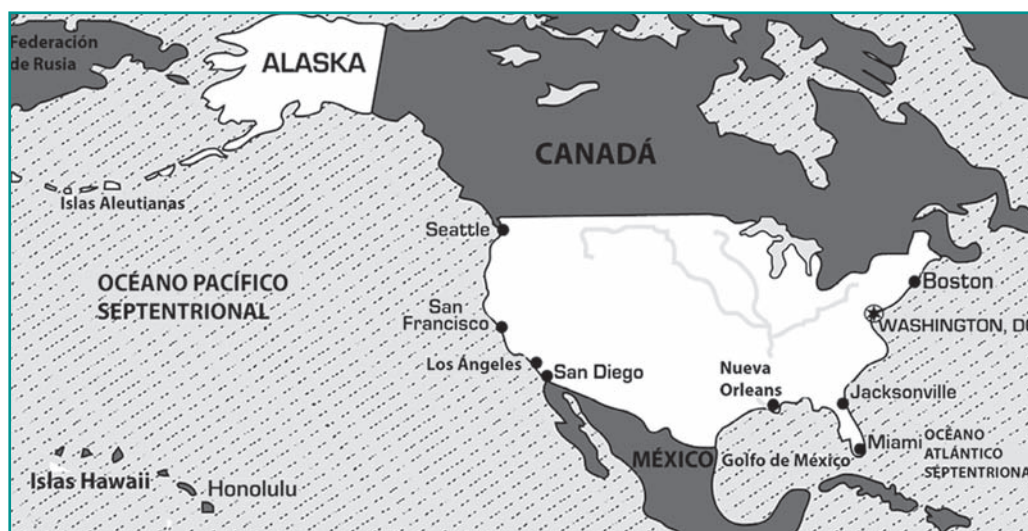 Federación
de Rusia
ALASKA
CANADÁ
Islas Aleutianas
Seattle
OCÉANO PACÍFICO
SEPTENTRIONAL
Boston
San
Francisco
WASHINGTON, D
Los Ángeles
San Diego
Nueva
Orleans
Jacksonville
Miami
OCÉANO
ATLÁNTICO
SEPTENTRIONA
MÉXICO
Golfo de México
Islas Hawaii
Honolulu